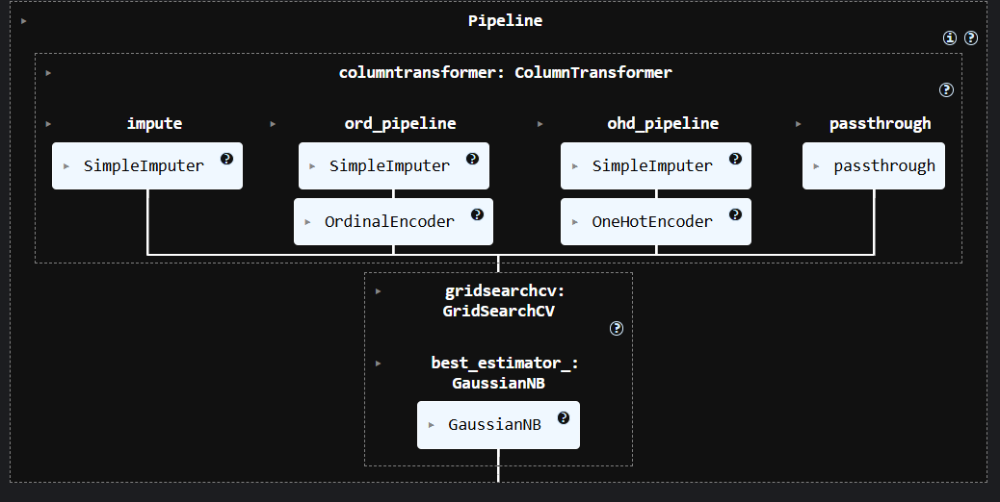 Pipeline
columntransformer: ColumnTransformer
impute
ord_pipeline
ohd_pipeline
passthrough
SimpleImputer
SimpleImputer
SimpleImputer
passthrough
OrdinalEncoder
OneHotEncoder
gridsearchcv:
GridSearchCV
best_estimator_:
GaussianNB
GaussianNB